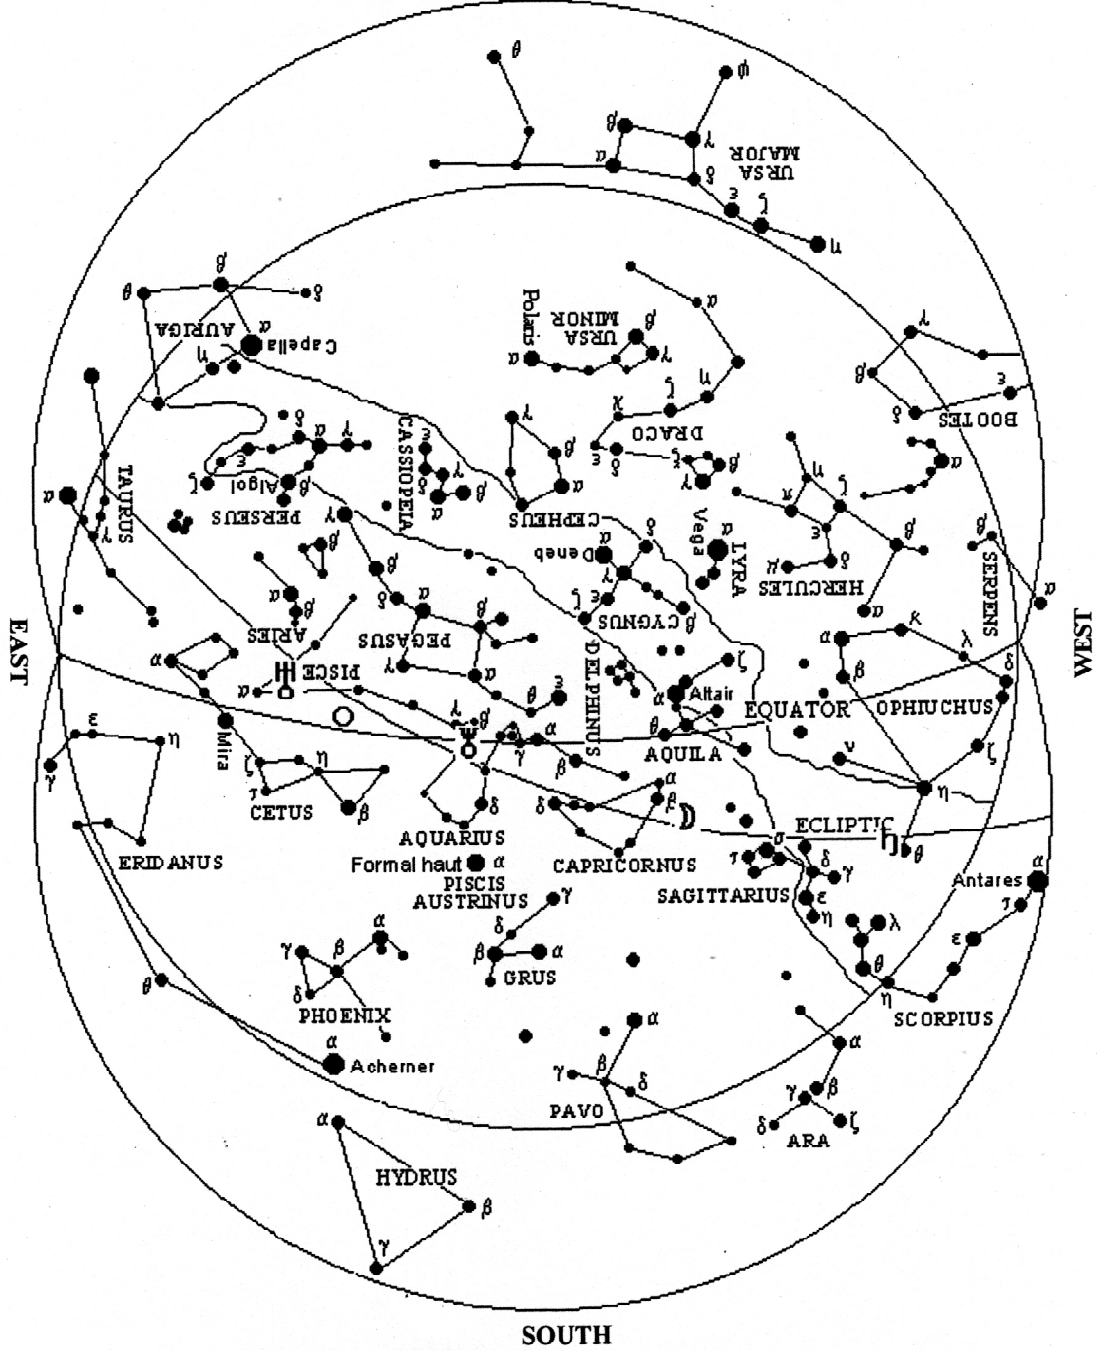 θ
φ
β
γ
α
δ
URSA
MAJOR
ε
ζ
η
β
θ
δ
AURIGA
α
Capella
η
Polaris
α
URSA
MINOR
β
γ
α
η
ζ
χ
DRACO
ε
δ
ξ
β
γ
γ
β
ε
δ
BOOTES
α
TAURUS
α
γ
δ
α
γ
ε
ζ
Algol
β
PERSEUS
CASSIOPEIA
ε
δ
γ
α
β
γ
β
α
CEPHEUS
η
π
ζ
ε
δ
μ
β
HERCULES
α
β
SERPENS
α
γ
β
δ
α
PEGASUS
β
γ
α
Deneb
δ
γ
ε
ζ
β
CYGNUS
Vega
α
LYRA
β
α
β
ARIES
EAST
WEST
α
α
PISCE
♅
DELPHINUS
ζ
α
Altair
θ
AQUILA
EQUATOR
α
κ
λ
β
δ
OPHIUCHUS
ν
ζ
η
θ
θ
ε
γ
β
♆
γ
α
β
Mira
ζ
η
τ
β
CETUS
ε
η
γ
ERIDANUS
δ
AQUARIUS
α
δ
β
CAPRICORNUS
ECLIPTIC
♄
σ
τ
δ
γ
ε
η
SAGITTARIUS
Formal haut
α
PISCIS
AUSTRINUS
α
Antares
τ
ε
λ
θ
η
SCORPIUS
γ
δ
β
α
GRUS
α
γ
β
δ
PHOENIX
θ
α
Acherner
α
γ
β
δ
PAVO
α
β
γ
δ
ζ
ARA
α
HYDRUS
β
γ
SOUTH